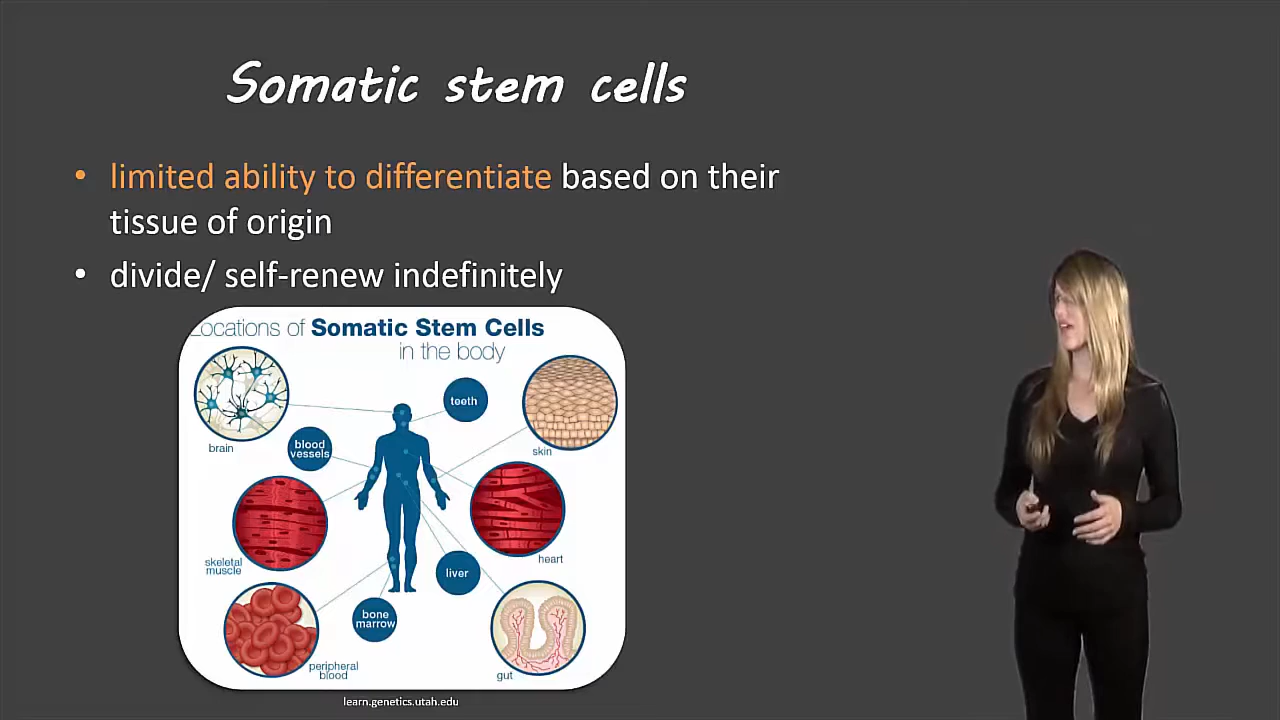 Somatic stem cells
• limited ability to differentiate based on their
tissue of origin
• divide/ self-renew indefinitely
Locations of Somatic Stem Cells
in the body
brain
teeth
skin
blood
vessels
skeletal
muscle
heart
liver
bone
marrow
peripheral
blood
gut
learn.genetics.utah.edu